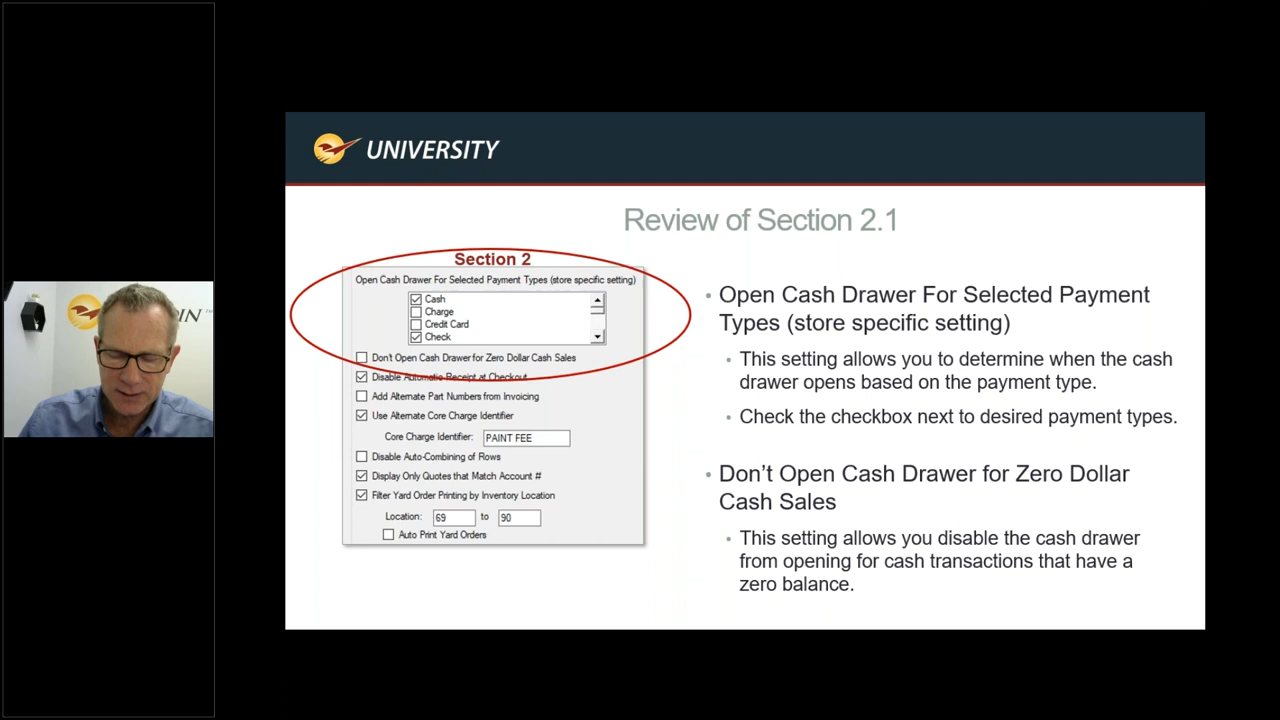 UNIVERSITY
Review of Section 2.1
Section 2
Open Cash Drawer For Selected Payment Types (store specific setting)
Cash
Charge
Credit Card
Check
Don't Open Cash Drawer for Zero Dollar Cash Sales
Disable Automatic Receipt at Checkout
Add Alternate Part Numbers from Invoicing
Use Alternate Core Charge Identifier
Core Charge Identifier: PAINT FEE
Disable Auto-Combining of Rows
Display Only Quotes that Match Account #
Filter Yard Order Printing by Inventory Location
Location: 69 to 90
Auto Print Yard Orders
• Open Cash Drawer For Selected Payment
Types (store specific setting)
• This setting allows you to determine when the cash
drawer opens based on the payment type.
• Check the checkbox next to desired payment types.
• Don’t Open Cash Drawer for Zero Dollar
Cash Sales
• This setting allows you disable the cash drawer
from opening for cash transactions that have a
zero balance.